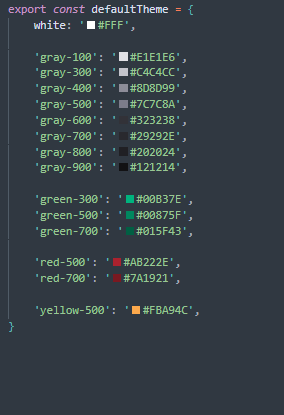 export const defaultTheme = {
white: '#FFF',
'gray-100': '#E1E1E6',
'gray-300': '#C4C4CC',
'gray-400': '#8D8D99',
'gray-500': '#7C7C8A',
'gray-600': '#323238',
'gray-700': '#29292E',
'gray-800': '#202024',
'gray-900': '#121214',
'green-300': '#00B37E',
'green-500': '#00875F',
'green-700': '#015F43',
'red-500': '#AB222E',
'red-700': '#7A1921',
'yellow-500': '#FBA94C',
}